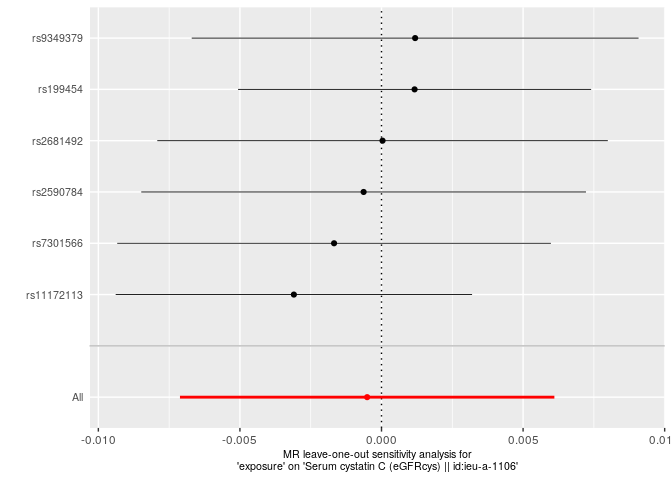 rs9349379
rs199454
rs2681492
rs2590784
rs7301566
rs11172113
All
-0.010 -0.005 0.000 0.005 0.01
MR leave-one-out sensitivity analysis for
'exposure' on 'Serum cystatin C (eGFRcys) || id:ieu-a-1106'